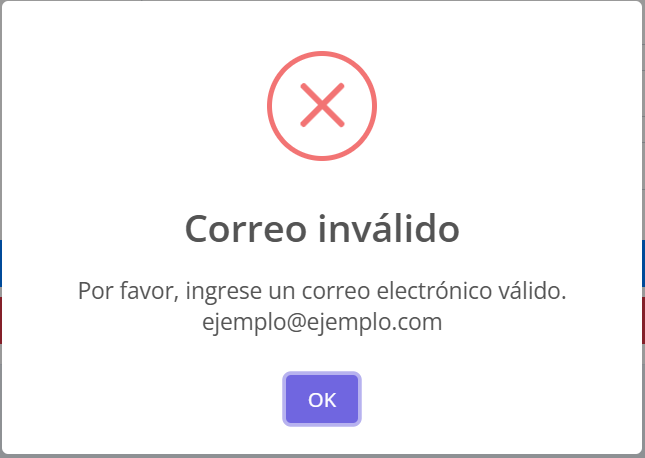 Correo inválido
Por favor, ingrese un correo electrónico válido.
ejemplo@ejemplo.com
OK